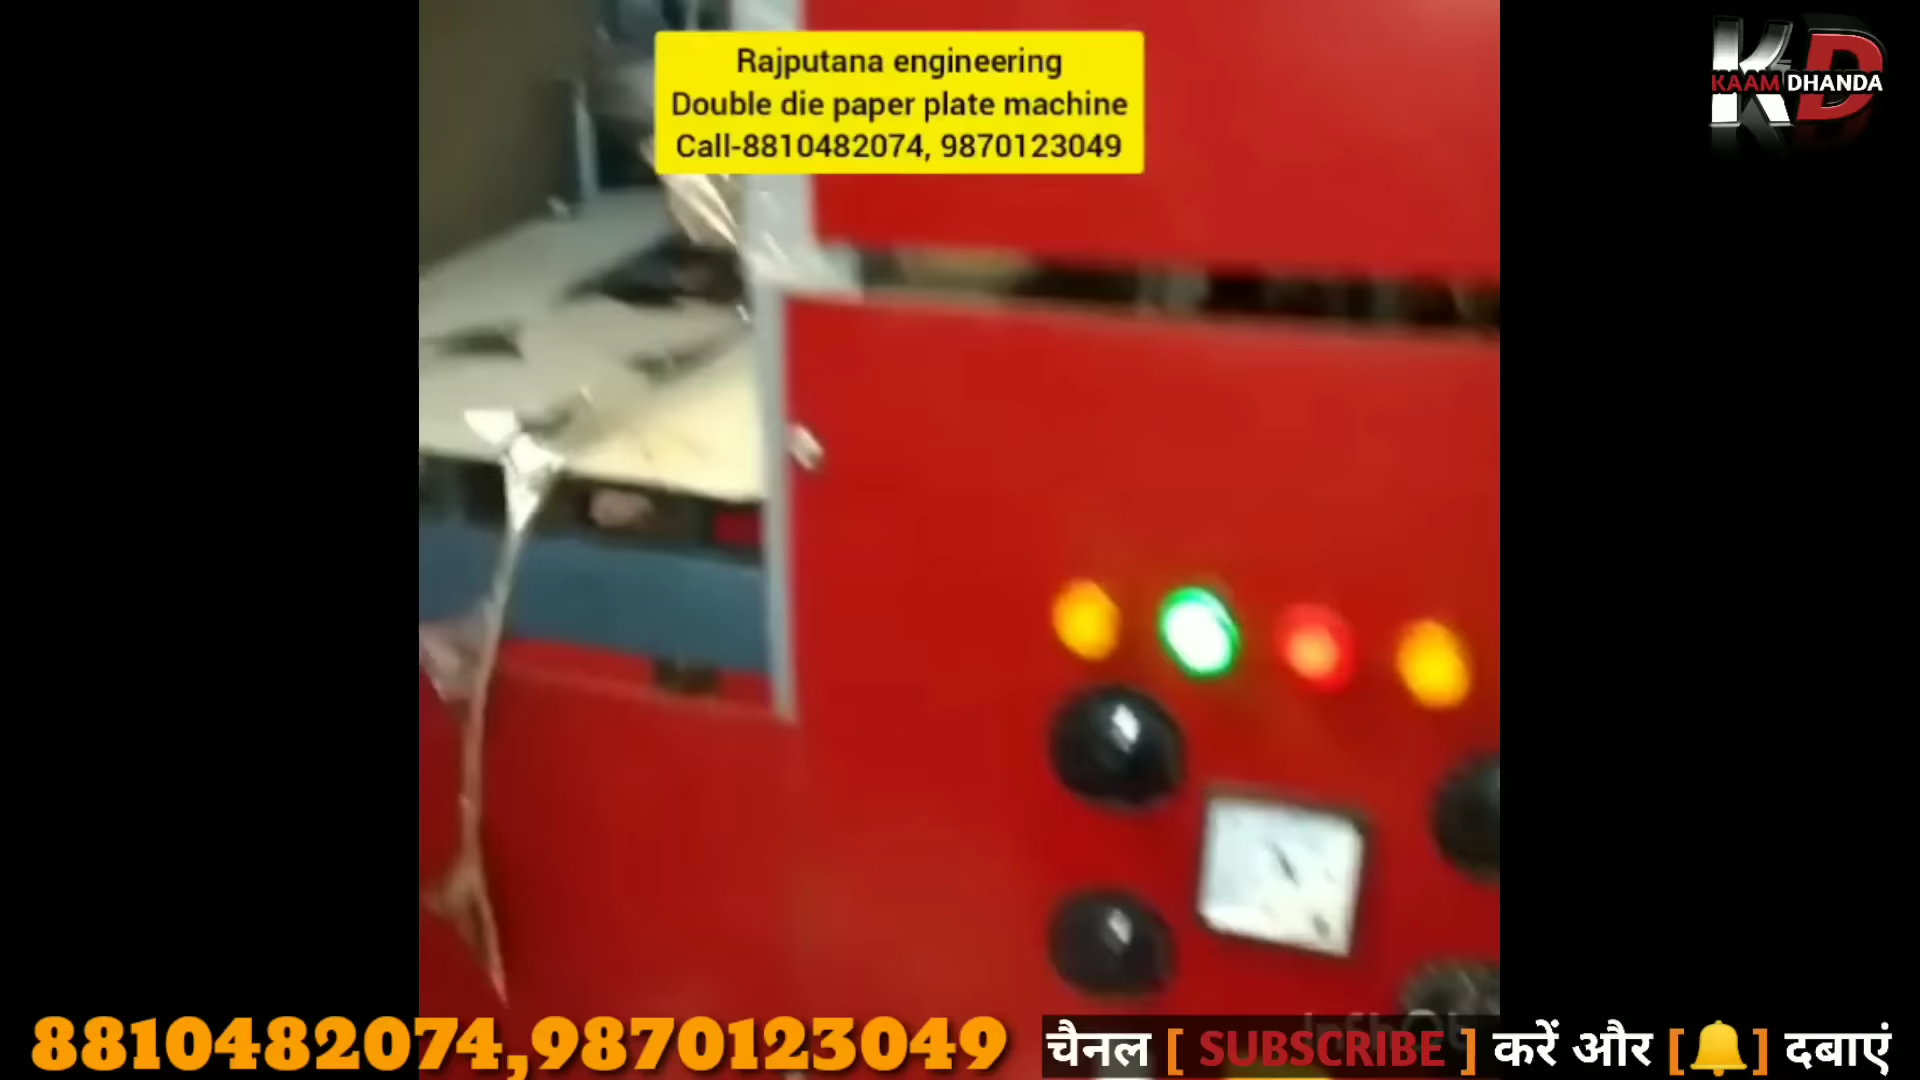 Rajputana engineering
Double die paper plate machine
Call-8810482074, 9870123049
KD
KAAM DHANDA
8810482074,9870123049
चैनल [ SUBSCRIBE ] करें और [🔔] दबाएं